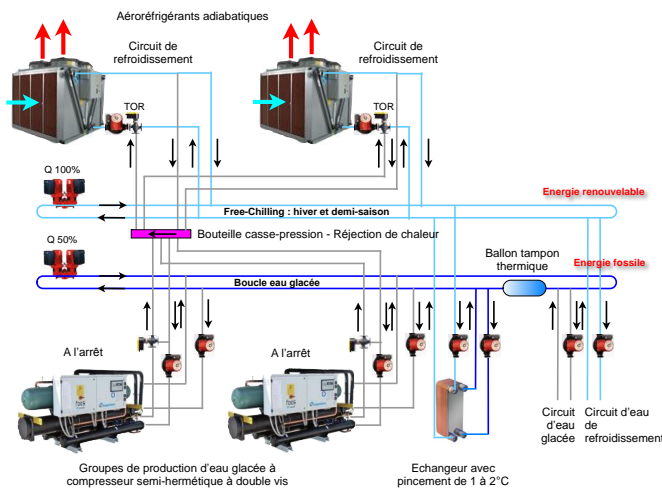 Aéroréfrigérants adiabatiques
Circuit de
refroidissement
Circuit de
refroidissement
TOR
TOR
Q 100%
Energie renouvelable
Free-Chilling : hiver et demi-saison
Bouteille casse-pression - Réjection de chaleur
Q 50%
Ballon tampon
thermique
Energie fossile
Boucle eau glacée
A l'arrêt
A l'arrêt
Circuit
d'eau
glacée
Circuit d'eau
de
refroidissement
Groupes de production d'eau glacée à
compresseur semi-hermétique à double vis
Echangeur avec
pincement de 1 à 2°C